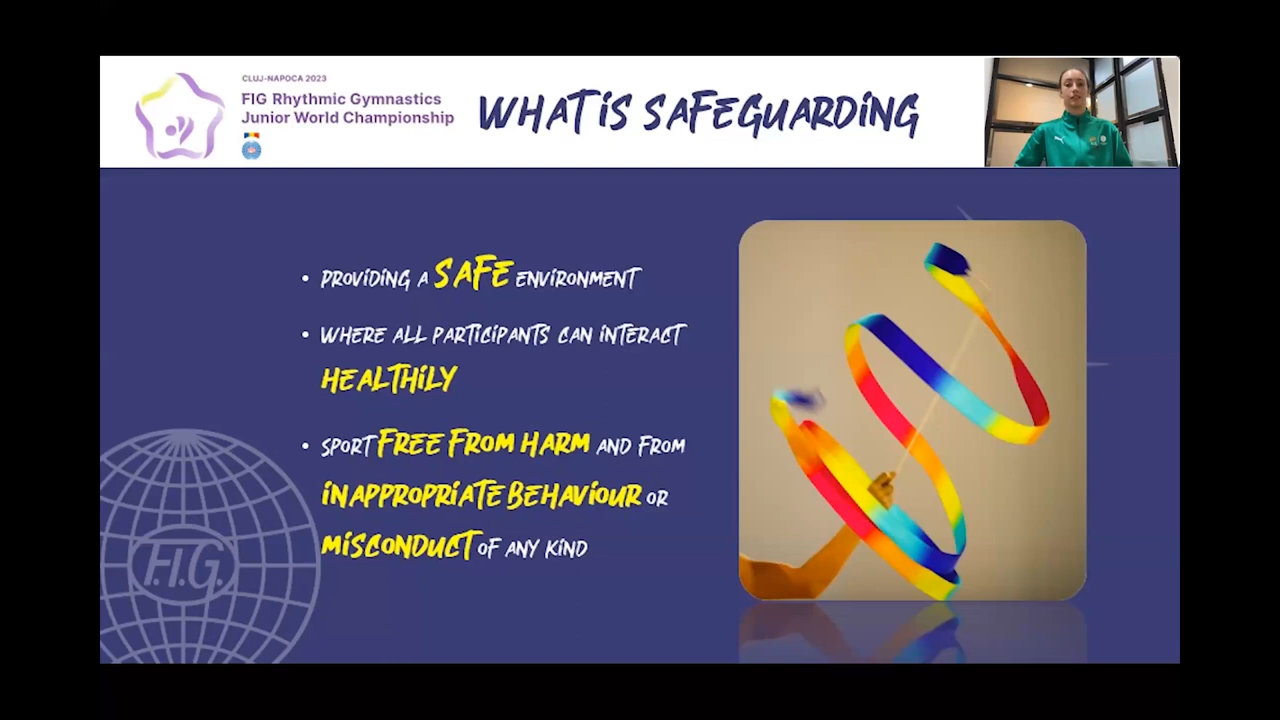 CLUJ-NAPOCA 2023
FIG Rhythmic Gymnastics
Junior World Championship
WHAT IS SAFEGUARDING
• PROVIDING A SAFE ENVIRONMENT
• WHERE ALL PARTICIPANTS CAN INTERACT
HEALTHILY
• SPORT FREE FROM HARM AND FROM
INAPPROPRIATE BEHAVIOUR OR
MISCONDUCT OF ANY KIND
F.I.G.